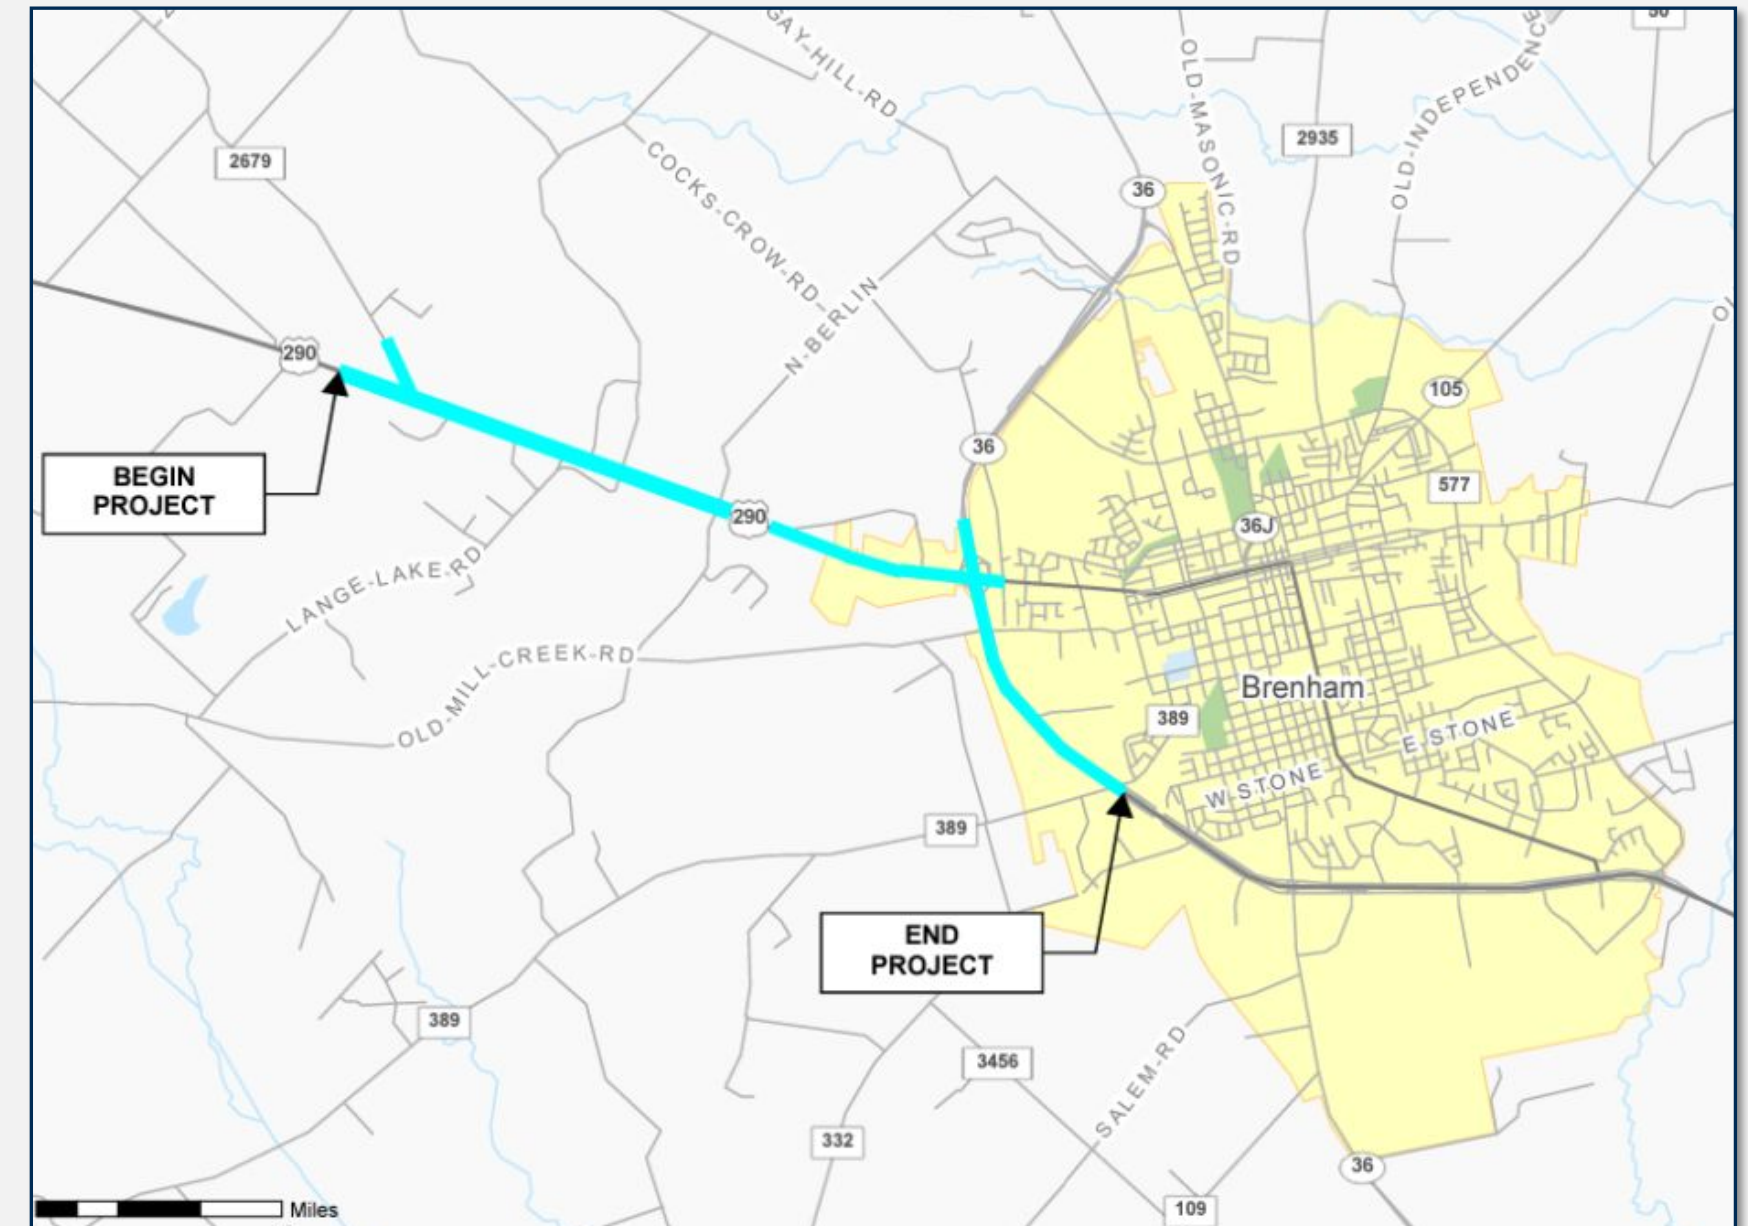 GAY-HILL-RD
OLD-MASONIC-RD
OLD-INDEPENDENCE
2935
2679
COCKS-CROW-RD
36
N-BERLIN
290
105
36
BEGIN
PROJECT
577
290
36J
LANGE-LAKE-RD
OLD-MILL-CREEK-RD
Brenham
389
E STONE
W-STONE
389
END
PROJECT
389
3456
SALEM-RD
332
36
Miles
109